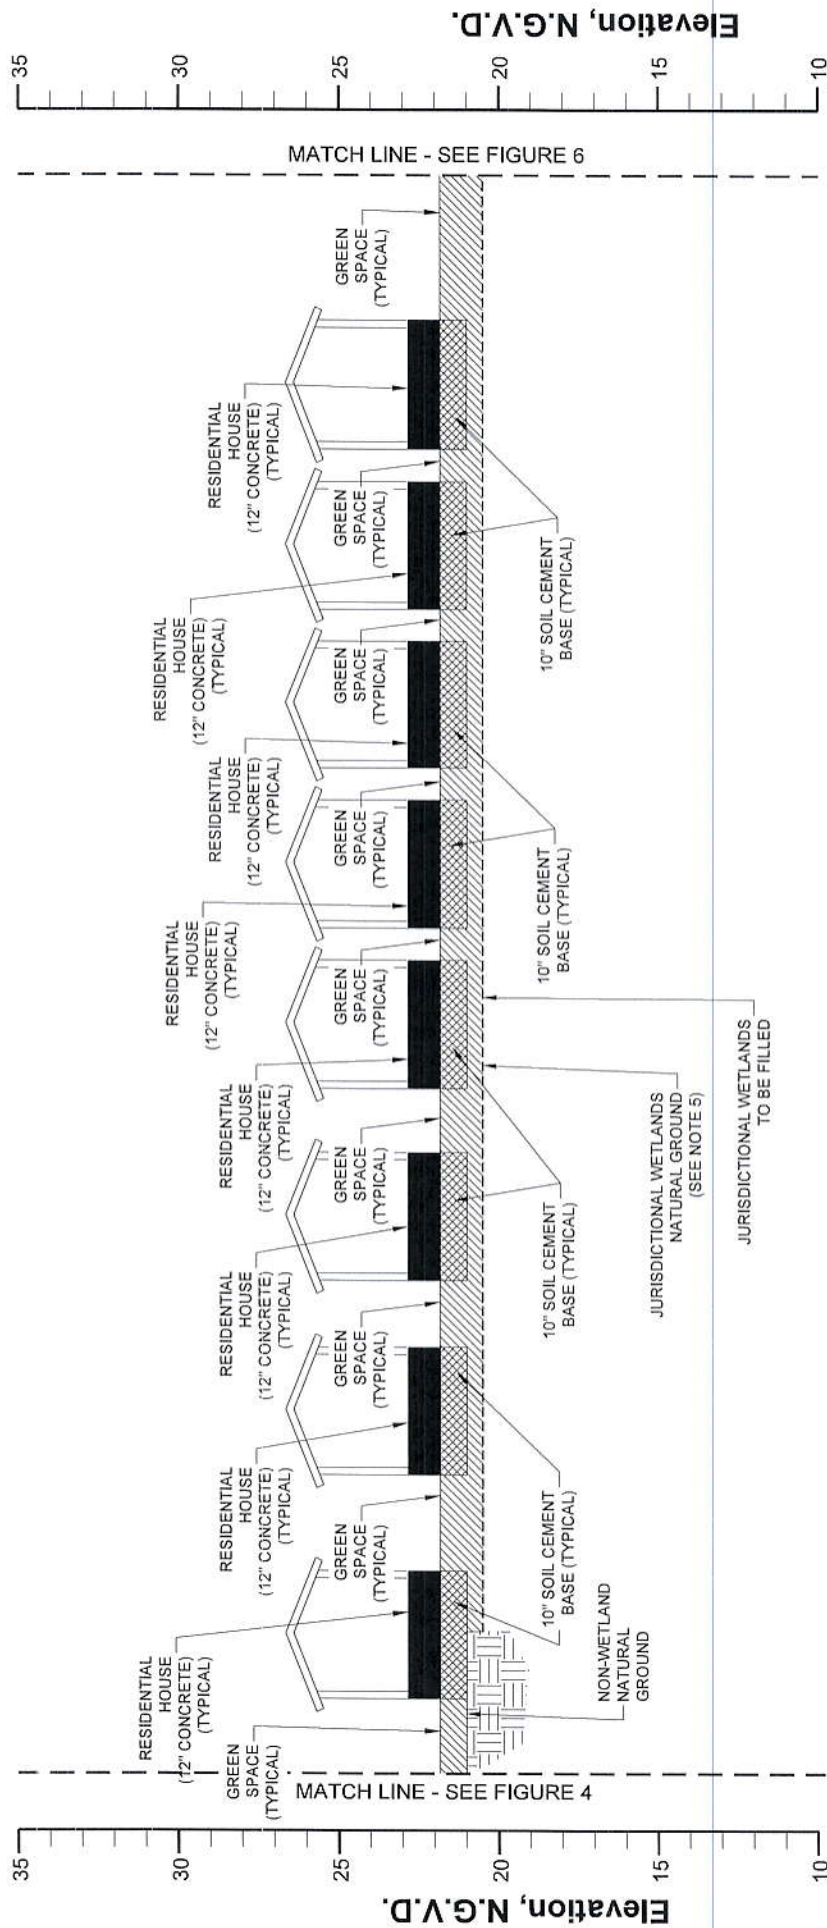 Elevation, N.G.V.D.
35
30
25
20
15
10
MATCH LINE - SEE FIGURE 4
GREEN
SPACE
(TYPICAL)
RESIDENTIAL
HOUSE
(12" CONCRETE)
(TYPICAL)
GREEN
SPACE
(TYPICAL)
RESIDENTIAL
HOUSE
(12" CONCRETE)
(TYPICAL)
GREEN
SPACE
(TYPICAL)
RESIDENTIAL
HOUSE
(12" CONCRETE)
(TYPICAL)
GREEN
SPACE
(TYPICAL)
RESIDENTIAL
HOUSE
(12" CONCRETE)
(TYPICAL)
GREEN
SPACE
(TYPICAL)
RESIDENTIAL
HOUSE
(12" CONCRETE)
(TYPICAL)
GREEN
SPACE
(TYPICAL)
RESIDENTIAL
HOUSE
(12" CONCRETE)
(TYPICAL)
GREEN
SPACE
(TYPICAL)
RESIDENTIAL
HOUSE
(12" CONCRETE)
(TYPICAL)
GREEN
SPACE
(TYPICAL)
RESIDENTIAL
HOUSE
(12" CONCRETE)
(TYPICAL)
GREEN
SPACE
(TYPICAL)
NON-WETLAND
NATURAL
GROUND
10" SOIL CEMENT
BASE (TYPICAL)
10" SOIL CEMENT
BASE (TYPICAL)
10" SOIL CEMENT
BASE (TYPICAL)
10" SOIL CEMENT
BASE (TYPICAL)
JURISDICTIONAL WETLANDS
NATURAL GROUND
(SEE NOTE 5)
JURISDICTIONAL WETLANDS
TO BE FILLED
MATCH LINE - SEE FIGURE 6
35
30
25
20
15
10
Elevation, N.G.V.D.